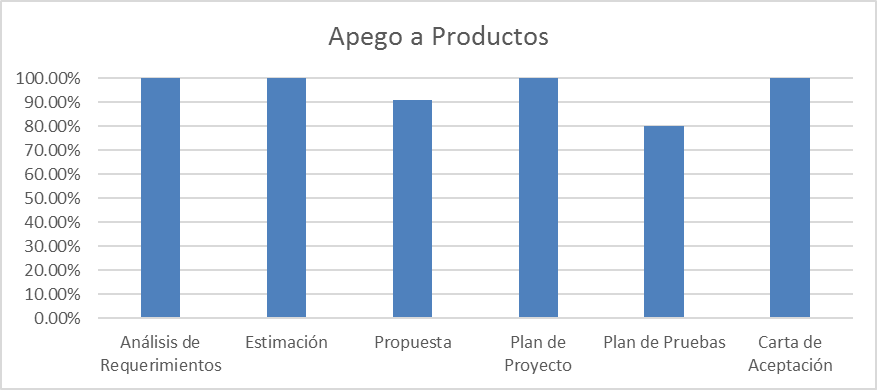 Apego a Productos
100.00%
90.00%
80.00%
70.00%
60.00%
50.00%
40.00%
30.00%
20.00%
10.00%
0.00%
Análisis de
Requerimientos
Estimación
Propuesta
Plan de
Proyecto
Plan de Pruebas
Carta de
Aceptación